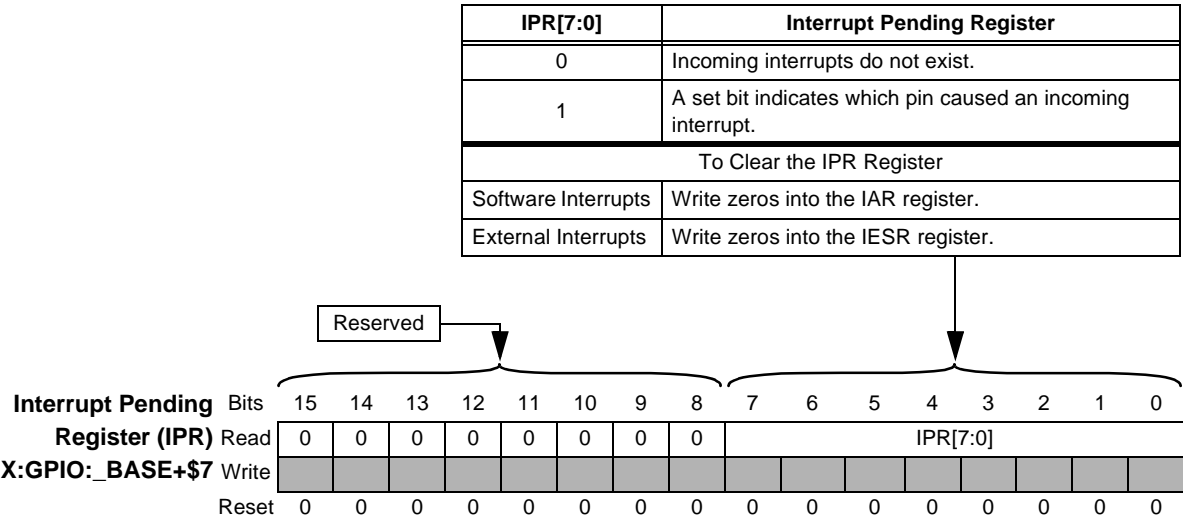 IPR[7:0] Interrupt Pending Register
0 Incoming interrupts do not exist.
1 A set bit indicates which pin caused an incoming
interrupt.
To Clear the IPR Register
Software Interrupts Write zeros into the IAR register.
External Interrupts Write zeros into the IESR register.
Reserved
Interrupt Pending Bits 15 14 13 12 11 10 9 8 7 6 5 4 3 2 1 0
Register (IPR) Read 0 0 0 0 0 0 0 0 IPR[7:0]
X:GPIO:_BASE+$7 Write
Reset 0 0 0 0 0 0 0 0 0 0 0 0 0 0 0 0